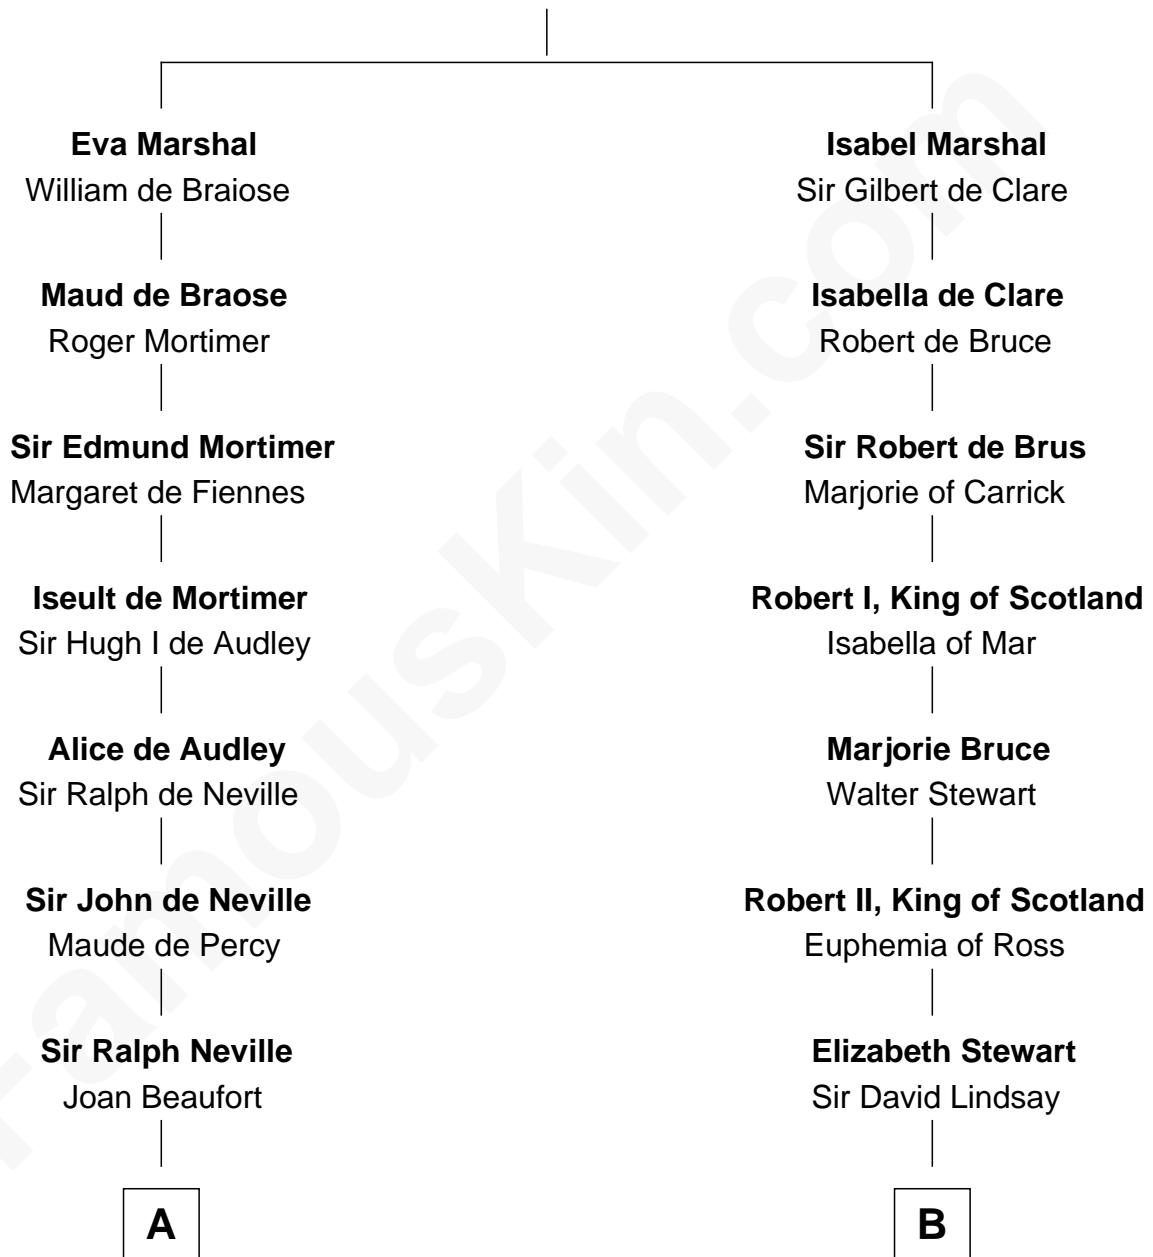 Eva Marshal
William de Braiose
Isabel Marshal
Sir Gilbert de Clare
Maud de Braose
Roger Mortimer
Isabella de Clare
Robert de Bruce
Sir Edmund Mortimer
Margaret de Fiennes
Sir Robert de Brus
Marjorie of Carrick
Iseult de Mortimer
Sir Hugh I de Audley
Robert I, King of Scotland
Isabella of Mar
Alice de Audley
Sir Ralph de Neville
Marjorie Bruce
Walter Stewart
Sir John de Neville
Maude de Percy
Robert II, King of Scotland
Euphemia of Ross
Sir Ralph Neville
Joan Beaufort
Elizabeth Stewart
Sir David Lindsay
A
B
FamousKin.com